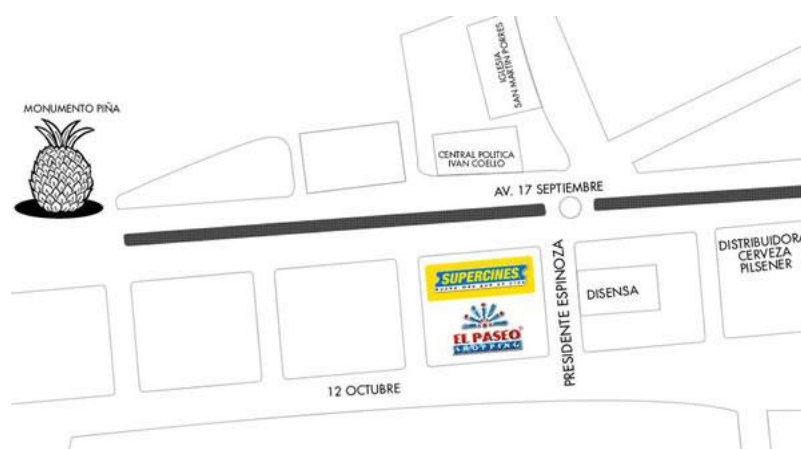 IGLESIA
SAN MARTIN PORRES
MONUMENTO PIÑA
CENTRAL POLITICA
IVAN COELLO
AV. 17 SEPTIEMBRE
DISTRIBUIDORA
CERVEZA
PILSENER
SUPERCINES
PRESIDENTE ESPINOZA
DISENSA
EL PASEO
SHOPPING
12 OCTUBRE